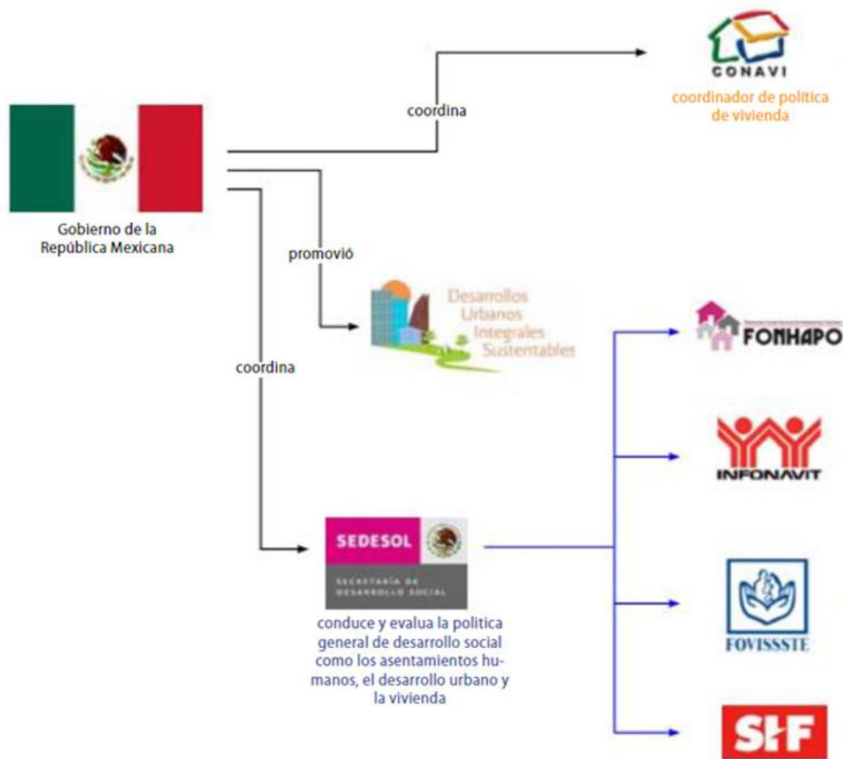 CONAVI
coordinador de política
de vivienda
coordina
Gobierno de la
República Mexicana
promovió
Desarrollos
Urbanos
Integrales
Sustentables
FONHAPO
coordina
INFONAVIT
SEDESOL
SECRETARÍA DE
DESARROLLO SOCIAL
conduce y evalua la politica
general de desarrollo social
como los asentamientos hu-
manos, el desarrollo urbano y
la vivienda
FOVISSSTE
SHF